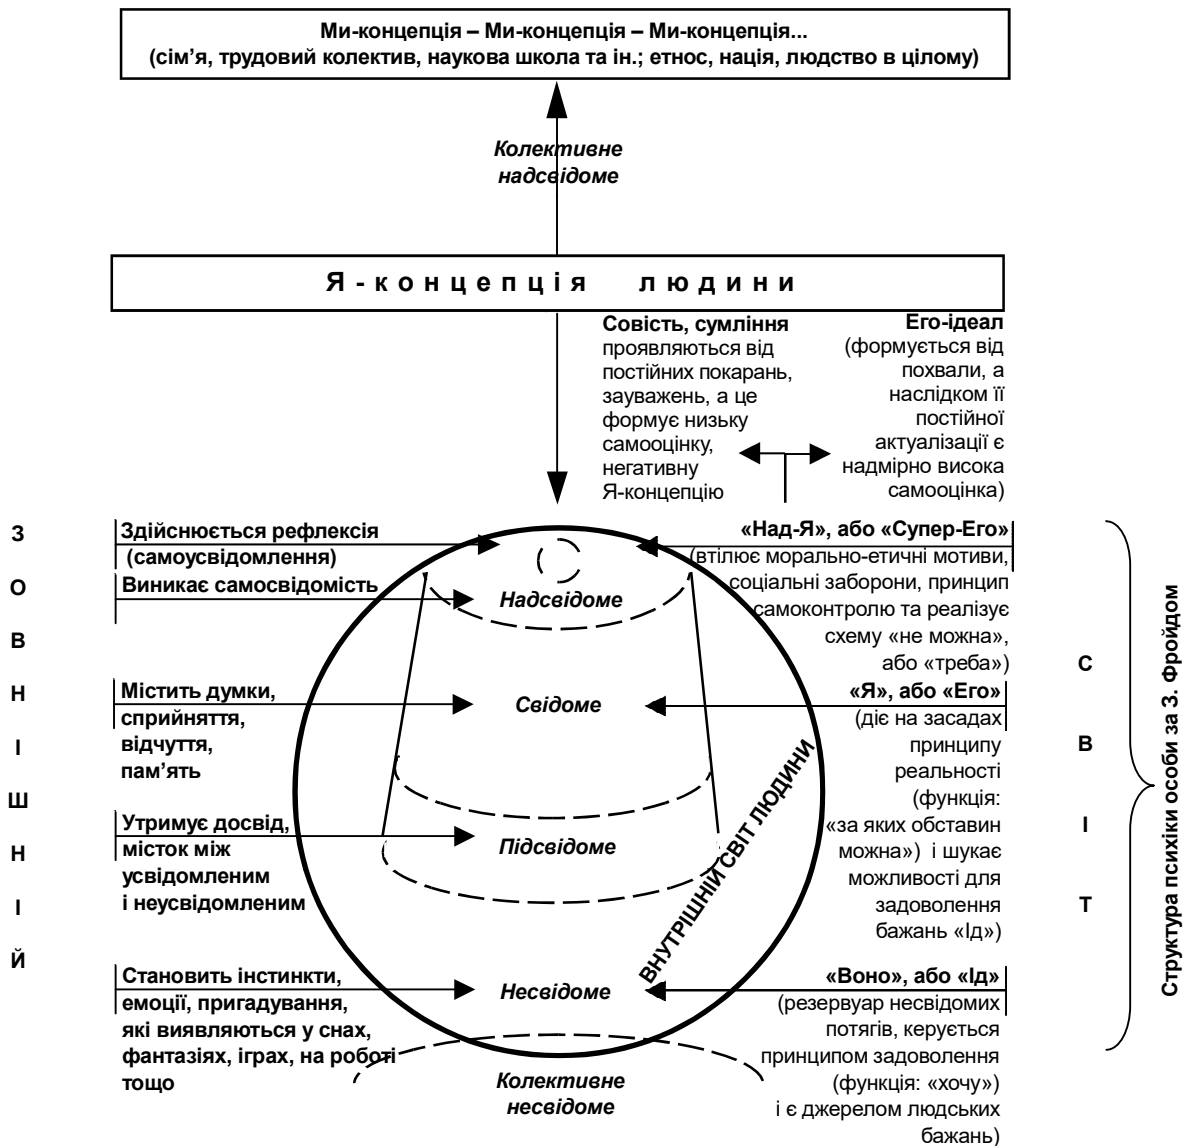 Ми-концепція – Ми-концепція – Ми-концепція...
(сім’я, трудовий колектив, наукова школа та ін.; етнос, нація, людство в цілому)
Колективне
надсвідоме
Я-концепція людини
Совість, сумління
проявляються від
постійних покарань,
зауважень, а це
формує низьку
самооцінку,
негативну
Я-концепцію
Его-ідеал
(формується від
похвали, а
наслідком її
постійної
актуалізації є
надмірно висока
самооцінка)
ЗОВНІШНІЙ
Здійснюється рефлексія
(самоусвідомлення)
Виникає самосвідомість
Надсвідоме
«Над-Я», або «Супер-Его»
(втілює морально-етичні мотиви,
соціальні заборони, принцип
самоконтролю та реалізує
схему «не можна»,
або «треба»)
Містить думки,
сприйняття,
відчуття,
пам’ять
Свідоме
«Я», або «Его»
(діє на засадах
принципу
реальності
(функція:
«за яких обставин
можна») і шукає
можливості для
задоволення
бажань «Ід»)
Утримує досвід,
місток між
усвідомленим
і неусвідомленим
Підсвідоме
ВНУТРІШНІЙ СВІТ ЛЮДИНИ
Становить інстинкти,
емоції, пригадування,
які виявляються у снах,
фантазіях, іграх, на роботі
тощо
Несвідоме
«Воно», або «Ід»
(резервуар несвідомих
потягів, керується
принципом задоволення
(функція: «хочу»)
і є джерелом людських
бажань)
Колективне
несвідоме
СВІТ
Структура психіки особи за З. Фройдом